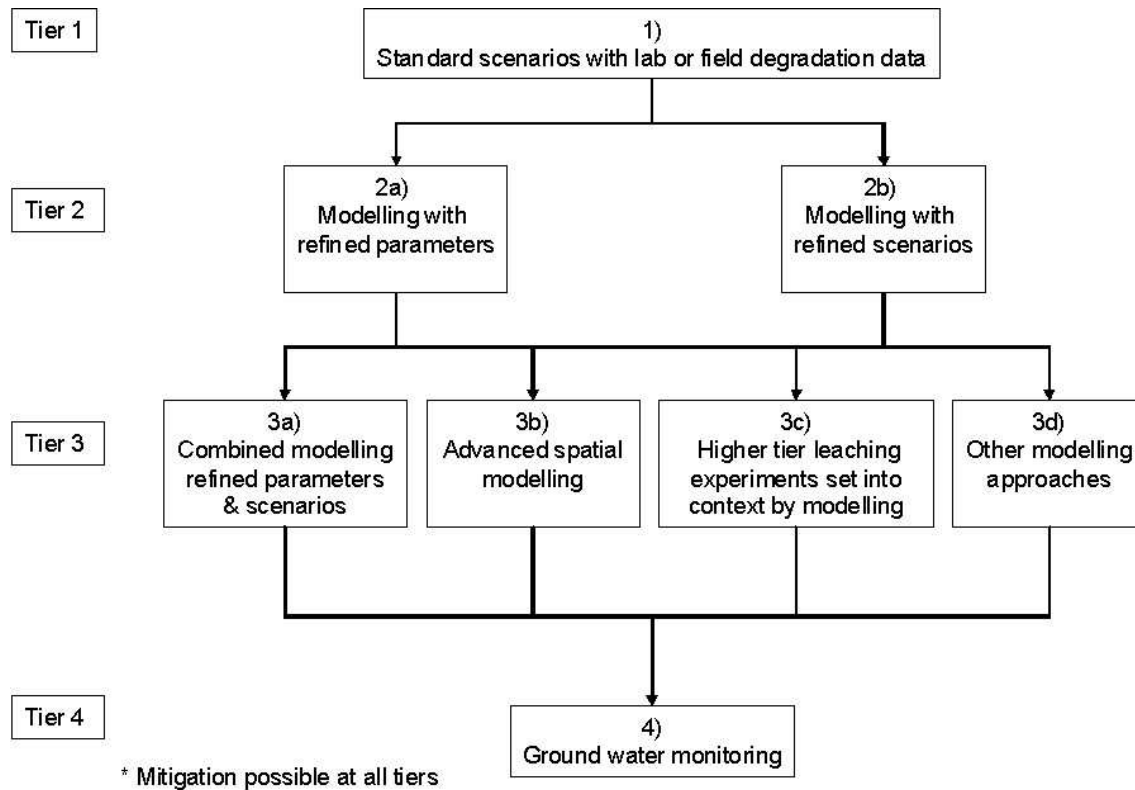 Tier 1
1)
Standard scenarios with lab or field degradation data
Tier 2
2a)
Modelling with
refined parameters
2b)
Modelling with
refined scenarios
Tier 3
3a)
Combined modelling
refined parameters
& scenarios
3b)
Advanced spatial
modelling
3c)
Higher tier leaching
experiments set into
context by modelling
3d)
Other modelling
approaches
Tier 4
4)
Ground water monitoring
* Mitigation possible at all tiers